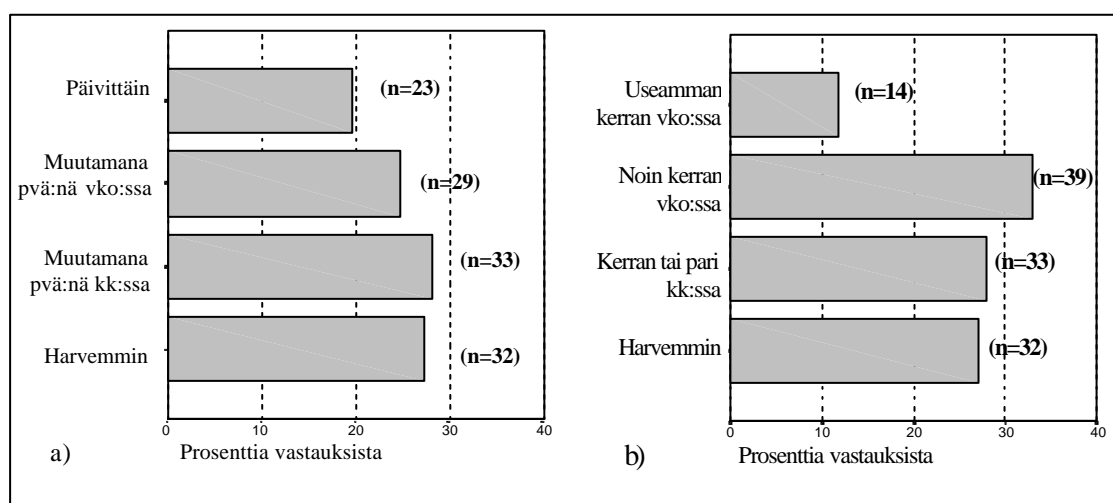 Päivittäin
(n=23)
Muutamana
pvä:nä vko:ssa
(n=29)
Muutamana
pvä:nä kk:ssa
(n=33)
Harvemmin
(n=32)
0 10 20 30 40
a)
Prosenttia vastauksista
Useamman
kerran vko:ssa
(n=14)
Noin kerran
vko:ssa
(n=39)
Kerran tai pari
kk:ssa
(n=33)
Harvemmin
(n=32)
0 10 20 30 40
b)
Prosenttia vastauksista